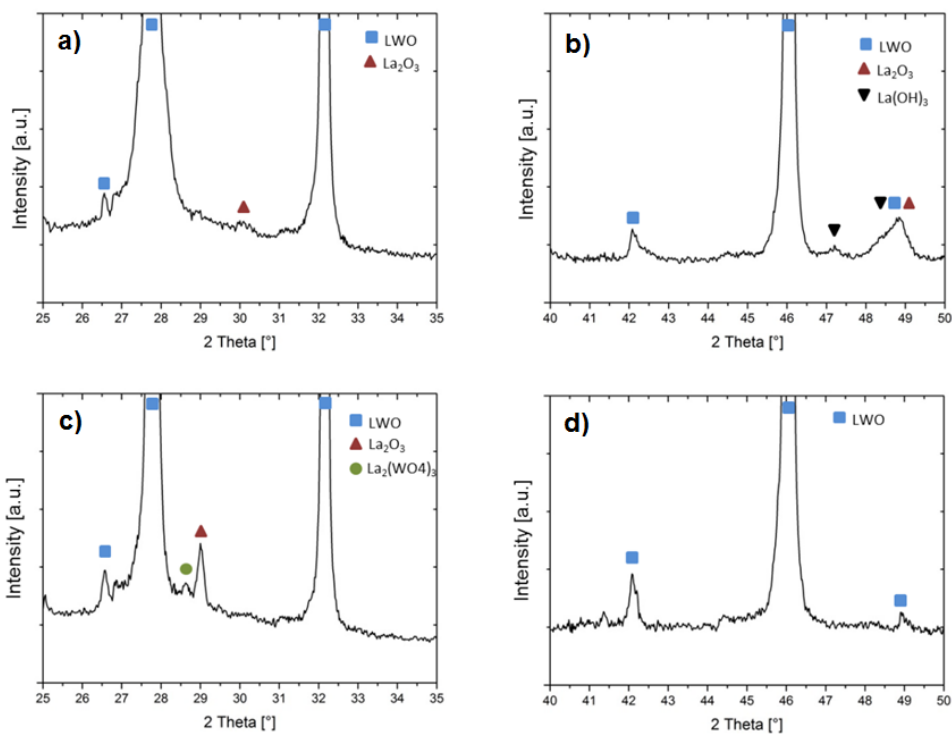 a)
LWO
La₂O₃
Intensity [a.u.]
25 26 27 28 29 30 31 32 33 34 35
2 Theta [°]
b)
LWO
La₂O₃
La(OH)₃
Intensity [a.u.]
40 41 42 43 44 45 46 47 48 49 50
2 Theta [°]
c)
LWO
La₂O₃
La₂(WO4)₃
Intensity [a.u.]
25 26 27 28 29 30 31 32 33 34 35
2 Theta [°]
d)
LWO
Intensity [a.u.]
40 41 42 43 44 45 46 47 48 49 50
2 Theta [°]